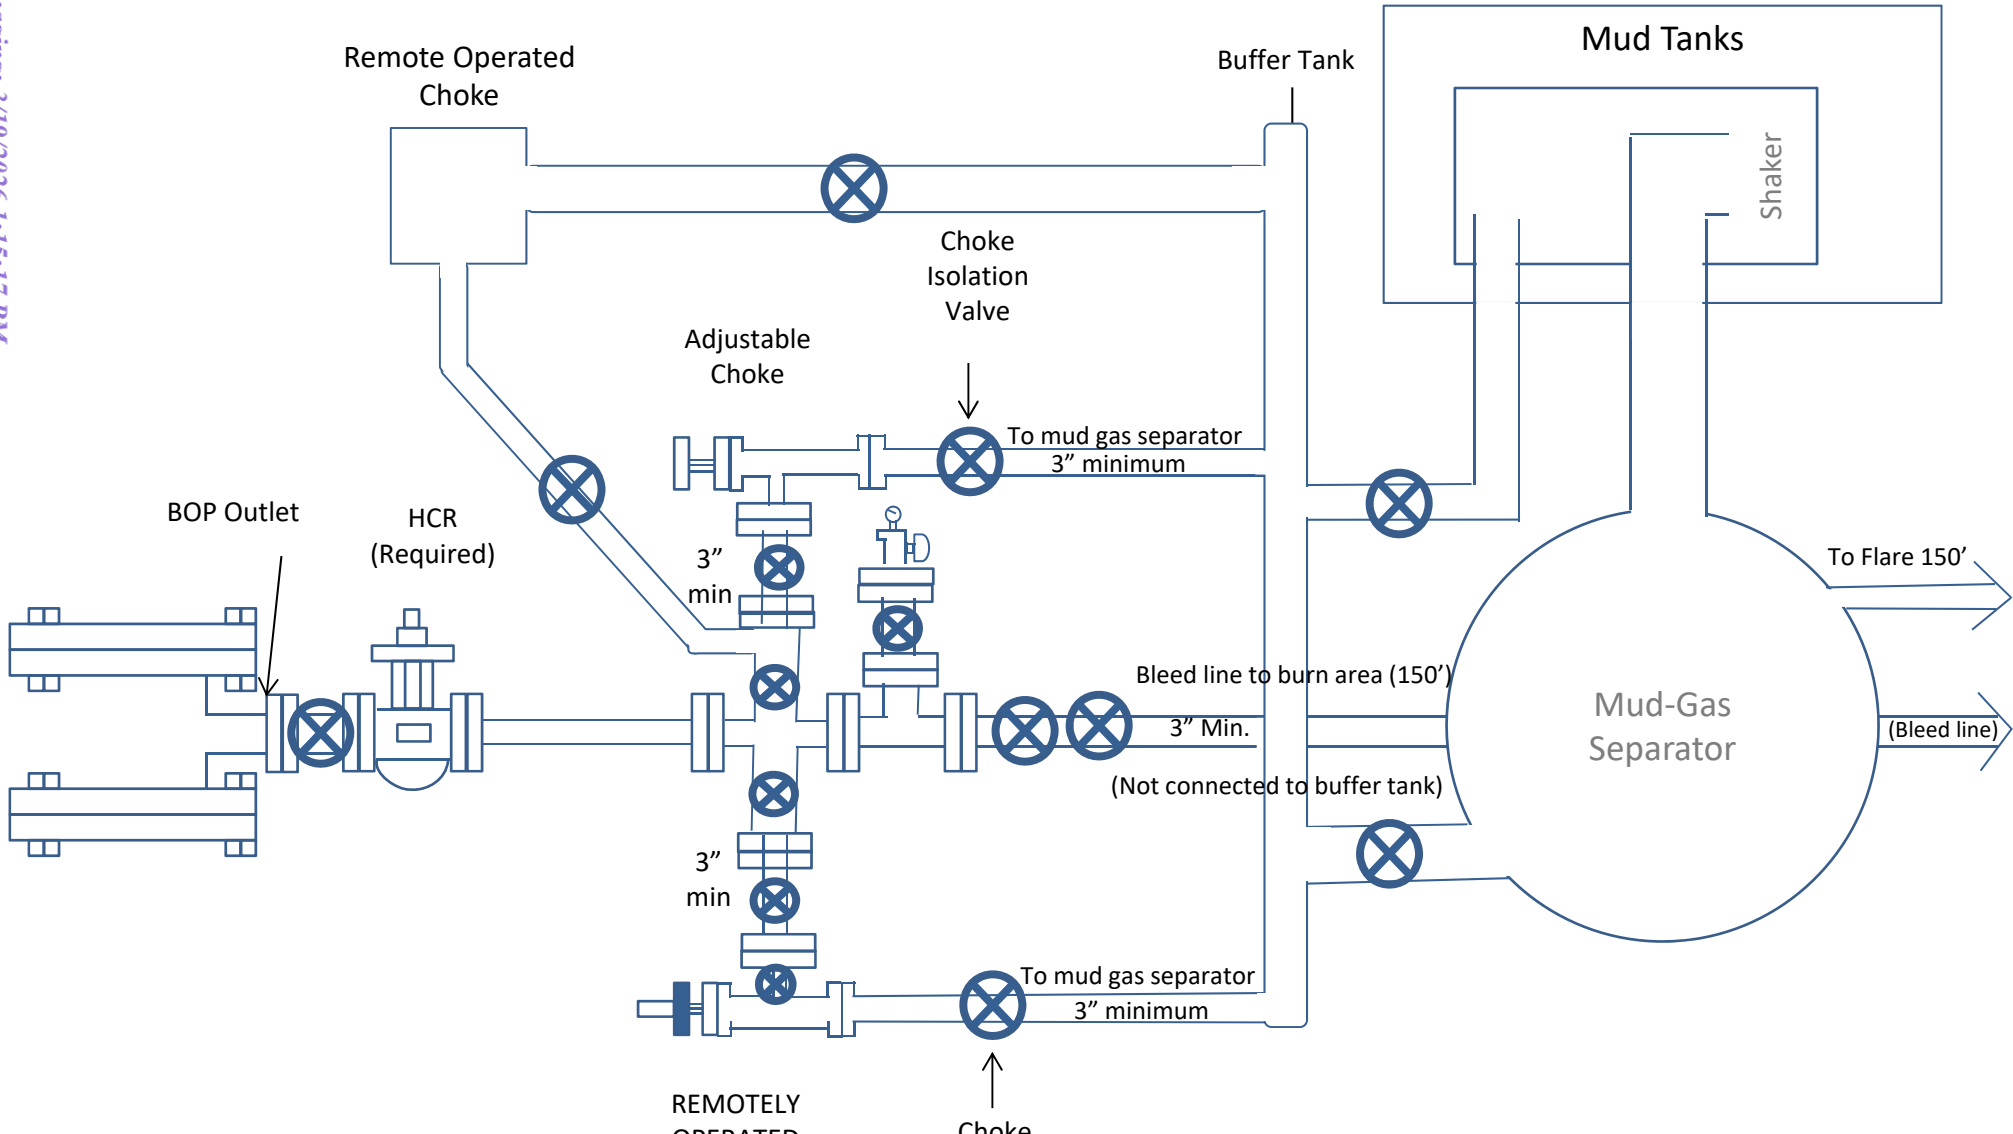 Remote Operated
Choke
Buffer Tank
Mud Tanks
Shaker
Choke
Isolation
Valve
Adjustable
Choke
To mud gas separator
3” minimum
BOP Outlet
HCR
(Required)
3”
min
To Flare 150’
Bleed line to burn area (150’)
3” Min.
(Not connected to buffer tank)
Mud-Gas
Separator
(Bleed line)
3”
min
To mud gas separator
3” minimum
REMOTELY
OPERATED
Choke